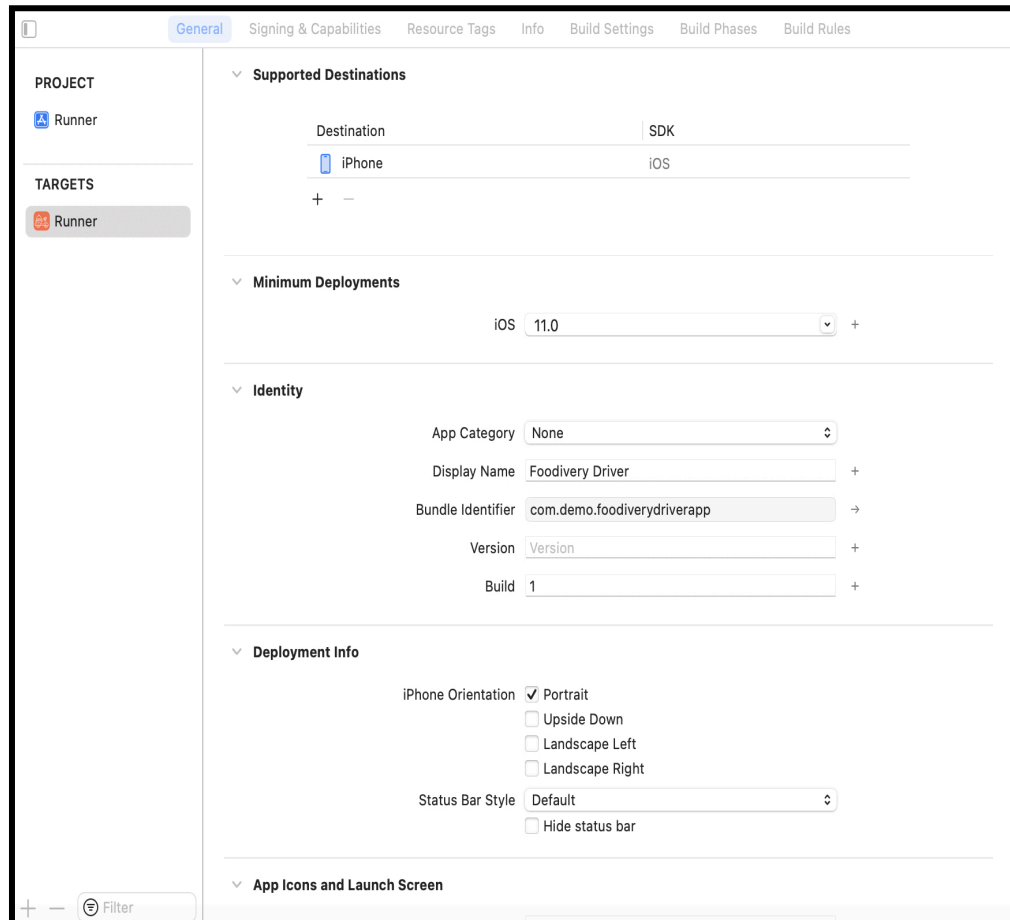 General Signing & Capabilities Resource Tags Info Build Settings Build Phases Build Rules
PROJECT
Runner
TARGETS
Runner
Filter
Supported Destinations
Destination SDK
iPhone iOS
Minimum Deployments
iOS 11.0
Identity
App Category None
Display Name Foodivery Driver
Bundle Identifier com.demo.foodiverydriverapp
Version Version
Build 1
Deployment Info
iPhone Orientation Portrait
Upside Down
Landscape Left
Landscape Right
Status Bar Style Default
Hide status bar
App Icons and Launch Screen